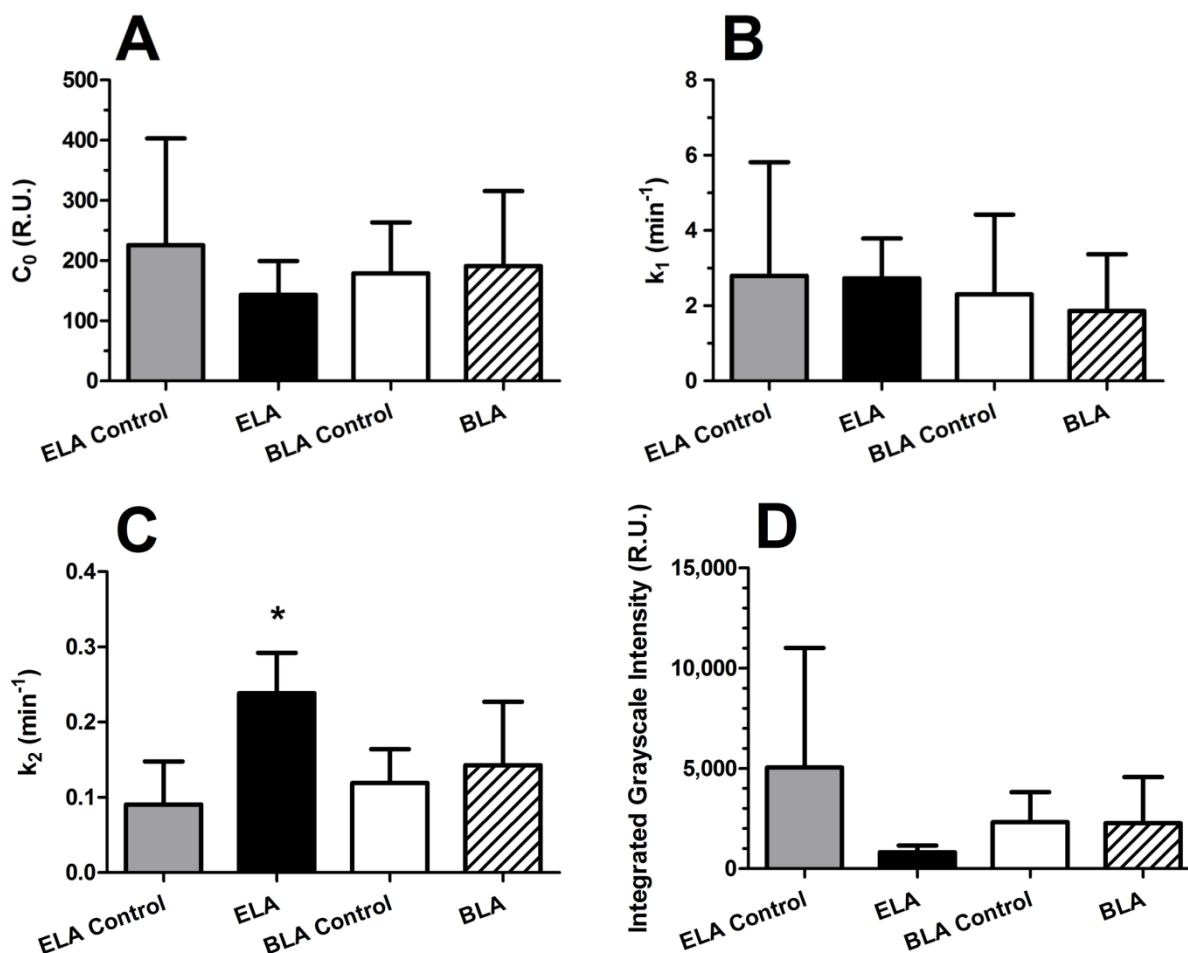 A
500
400
300
200
100
0
C₀ (R.U.)
ELA Control
ELA
BLA Control
BLA
B
8
6
4
2
0
k₁ (min⁻¹)
ELA Control
ELA
BLA Control
BLA
C
0.4
0.3
0.2
0.1
0.0
k₂ (min⁻¹)
*
ELA Control
ELA
BLA Control
BLA
D
15,000
10,000
5,000
0
Integrated Grayscale Intensity (R.U.)
ELA Control
ELA
BLA Control
BLA